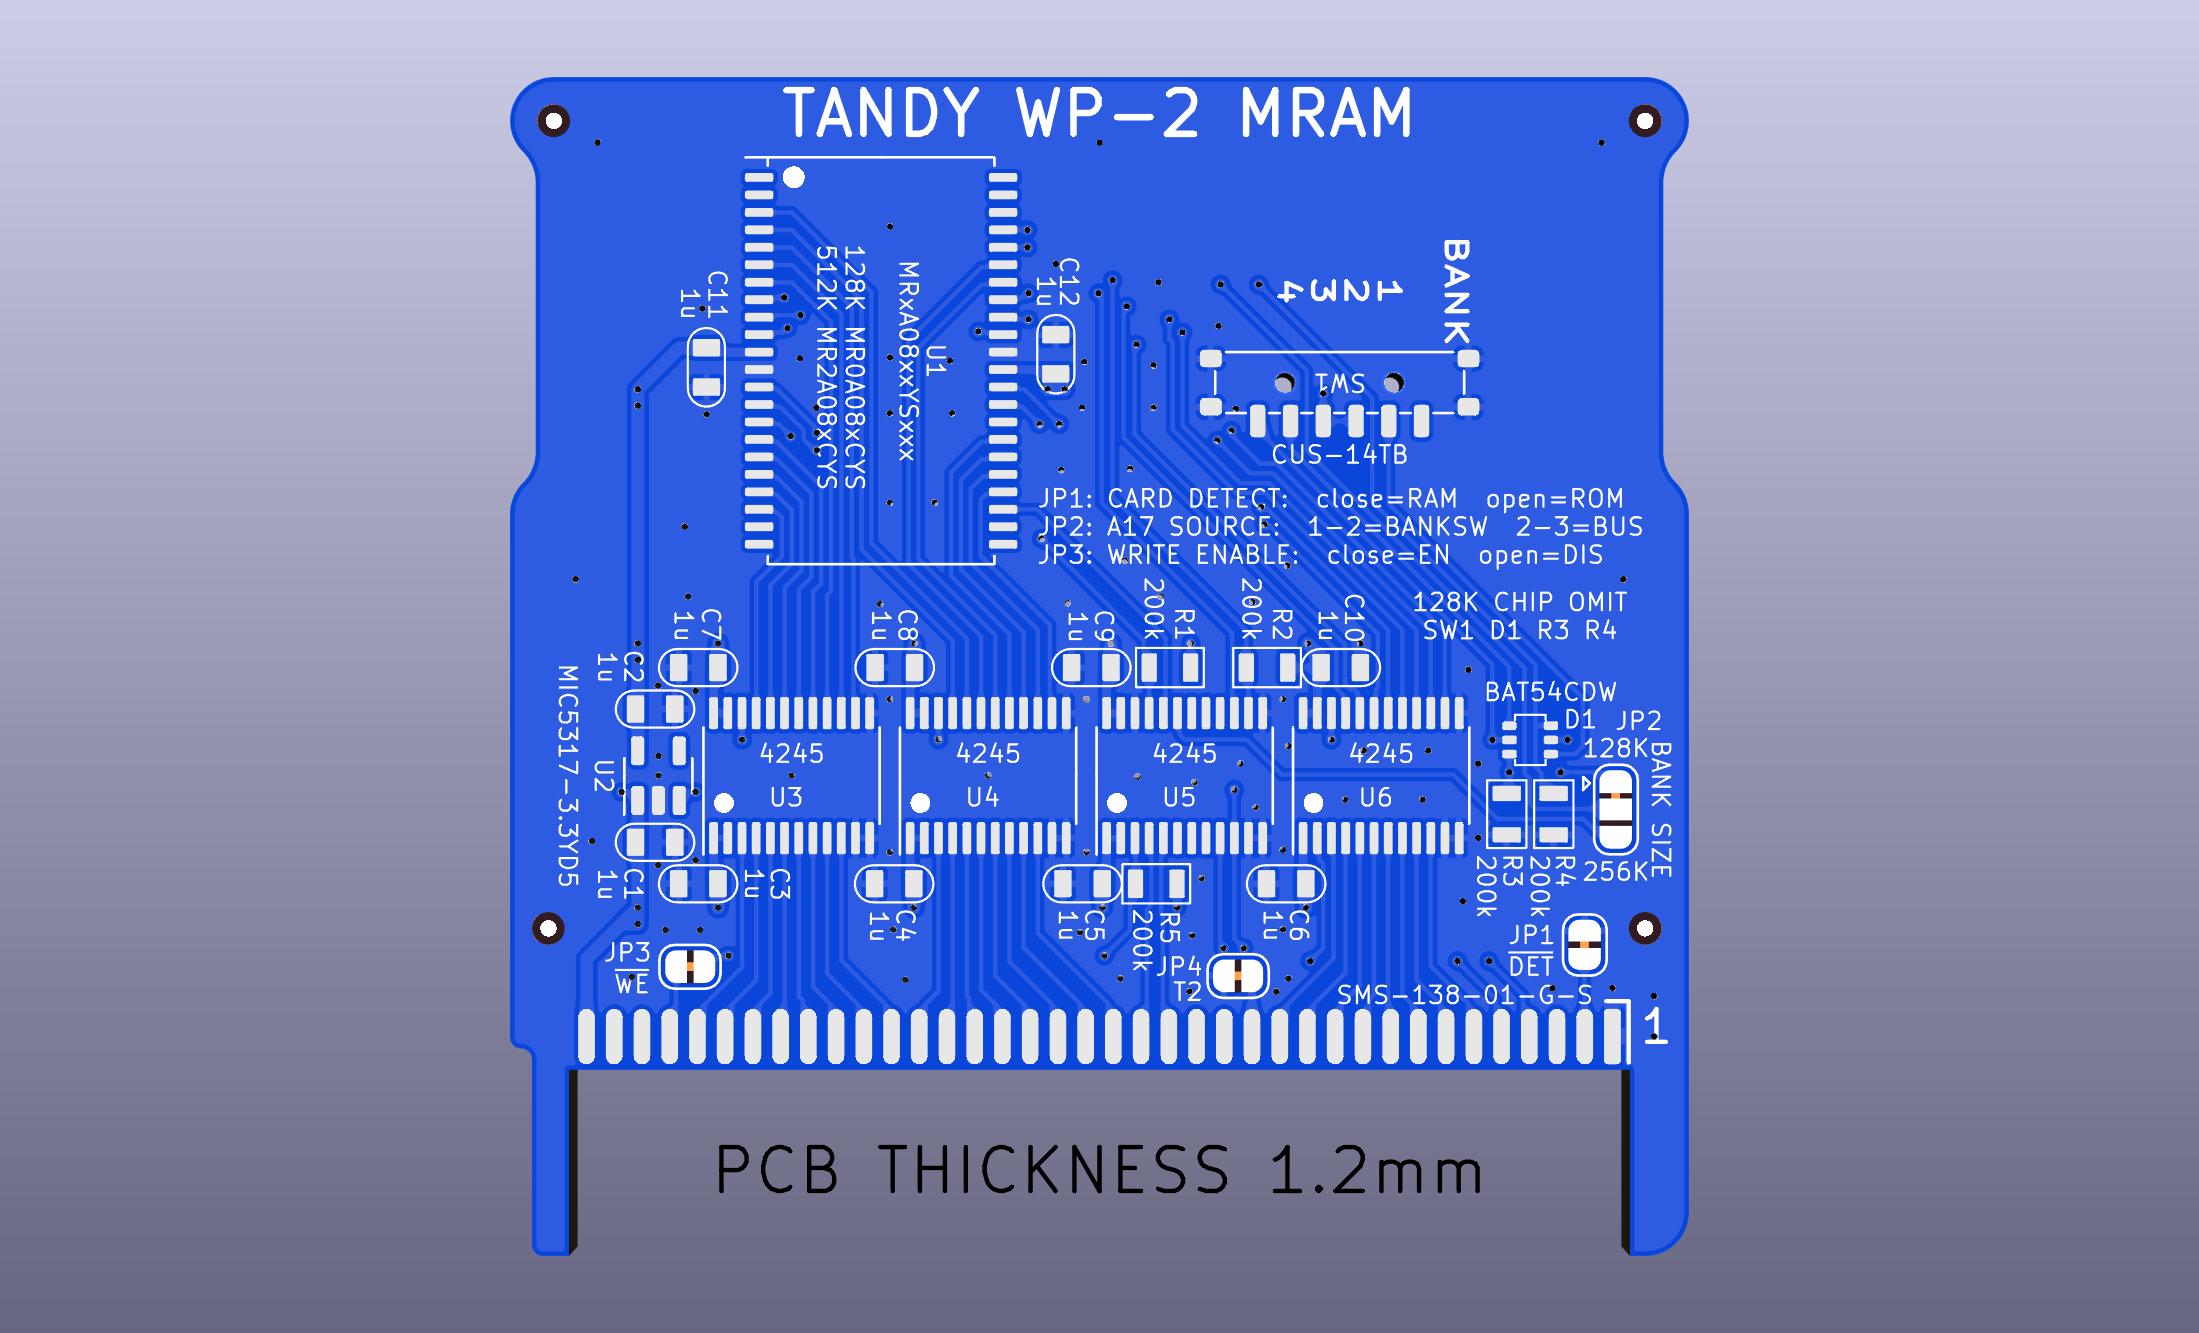 TANDY WP-2 MRAM
C11
1u
128K MR0A08xCYS
512K MR2A08xCYS
MRxA08xxYSxxx
U1
C12
1u
BANK
1 2 3 4
SW1
CUS-14TB
JP1: CARD DETECT: close=RAM open=ROM
JP2: A17 SOURCE: 1-2=BANKSW 2-3=BUS
JP3: WRITE ENABLE: close=EN open=DIS
128K CHIP OMIT
SW1 D1 R3 R4
C7
1u
C8
1u
C9
1u
R1
200k
R2
200k
C10
1u
C2
1u
MIC5317-3.3YD5
U2
C1
1u
4245
U3
4245
U4
4245
U5
4245
U6
BAT54CDW
D1
JP2
128K
BANK SIZE
256K
R3
200k
R4
200k
C3
1u
C4
1u
C5
1u
R5
200k
C6
1u
JP3
WE
JP4
T2
JP1
DET
SMS-138-01-G-S
1
PCB THICKNESS 1.2mm